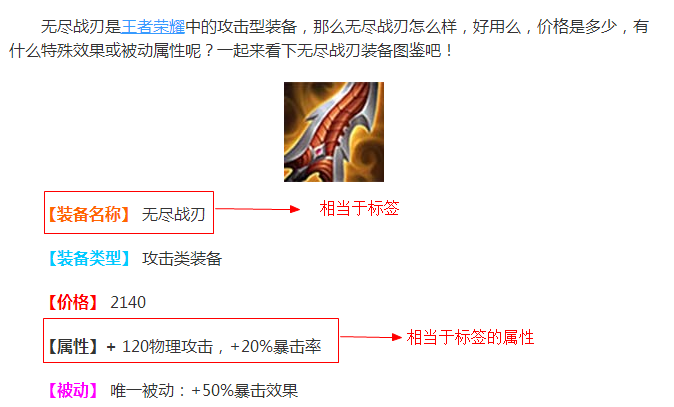 无尽战刃是王者荣耀中的攻击型装备，那么无尽战刃怎么样，好用么，价格是多少，有
什么特殊效果或被动属性呢？一起来看下无尽战刃装备图鉴吧！
【装备名称】 无尽战刃
相当于标签
【装备类型】 攻击类装备
【价格】 2140
【属性】+ 120物理攻击，+20%暴击率
相当于标签的属性
【被动】 唯一被动：+50%暴击效果